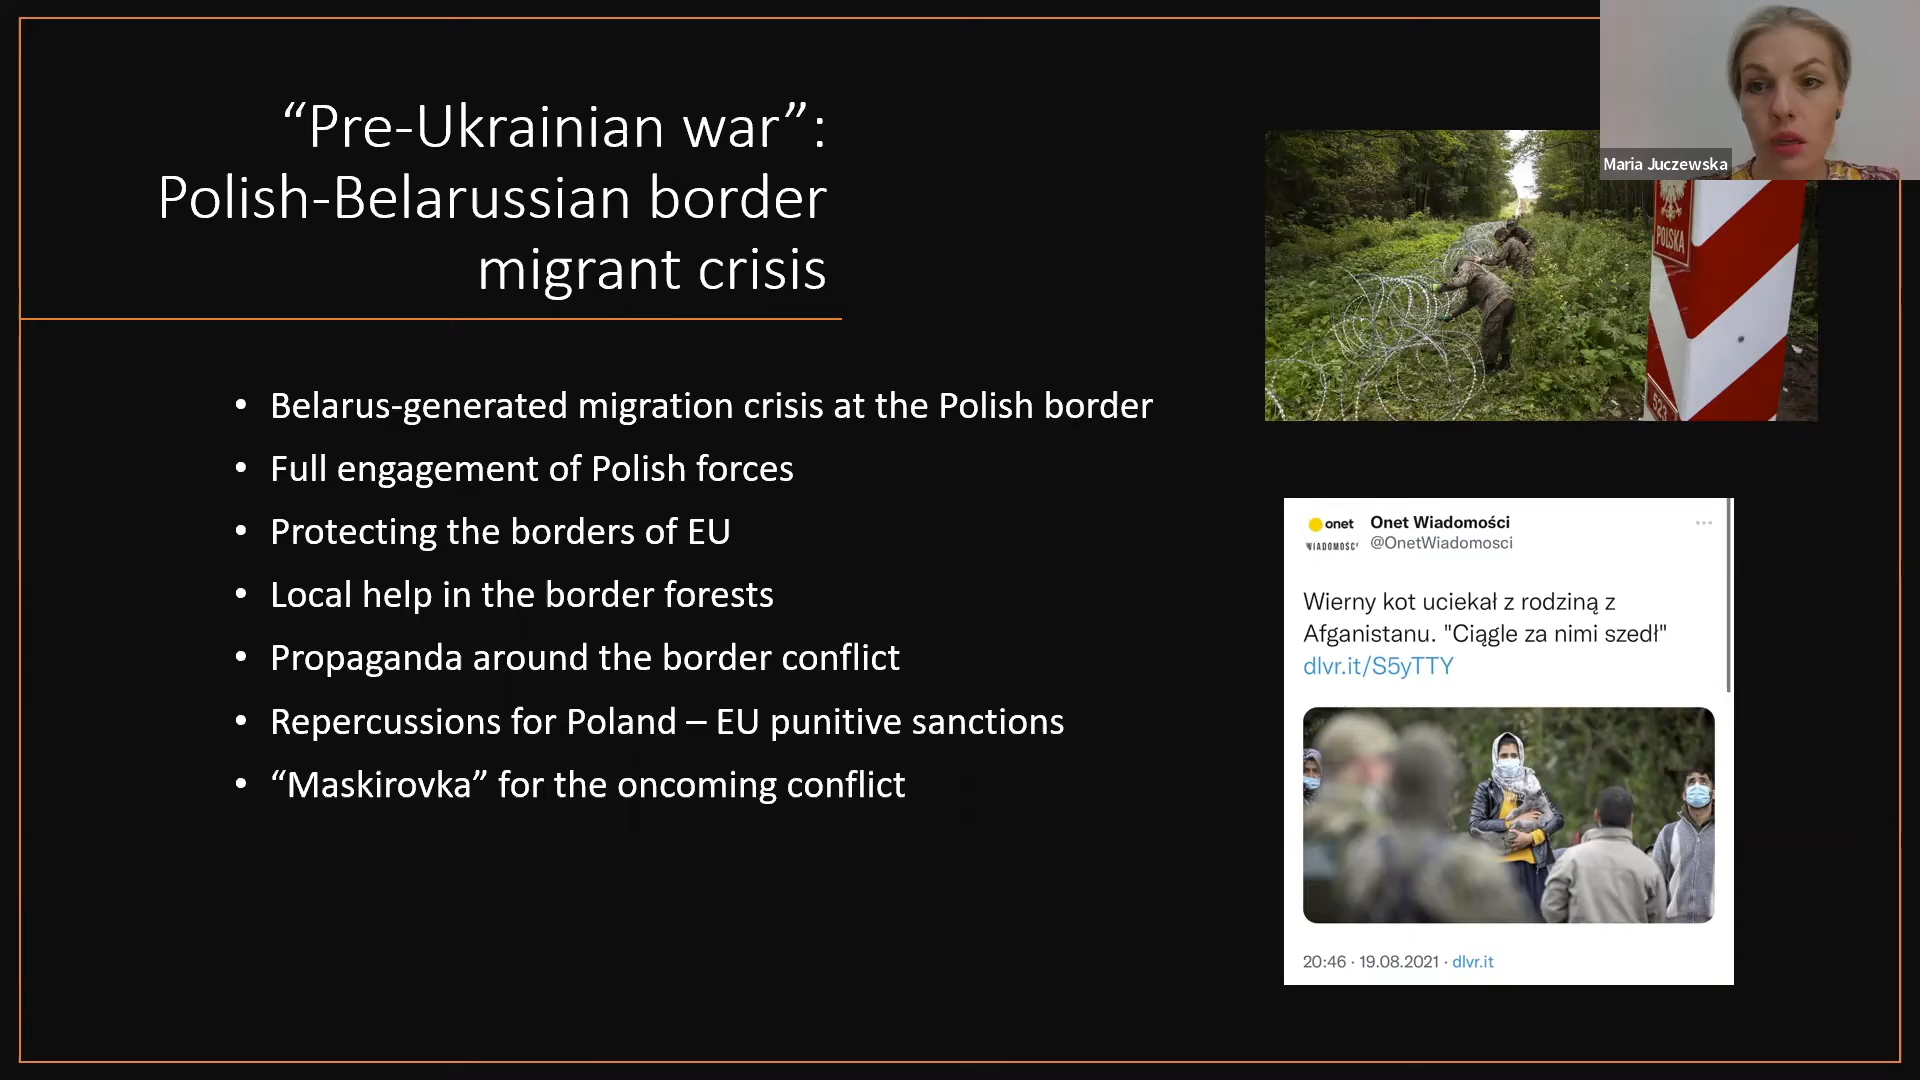 “Pre-Ukrainian war”:
Polish-Belarussian border
migrant crisis
• Belarus-generated migration crisis at the Polish border
• Full engagement of Polish forces
• Protecting the borders of EU
• Local help in the border forests
• Propaganda around the border conflict
• Repercussions for Poland – EU punitive sanctions
• “Maskirovka” for the oncoming conflict
Maria Juczewska
POLSKA
523
onet
WIADOMOŚCI
Onet Wiadomości
@OnetWiadomosci
Wierny kot uciekał z rodziną z
Afganistanu. "Ciągle za nimi szedł"
dlvr.it/S5yTTY
20:46 · 19.08.2021 · dlvr.it